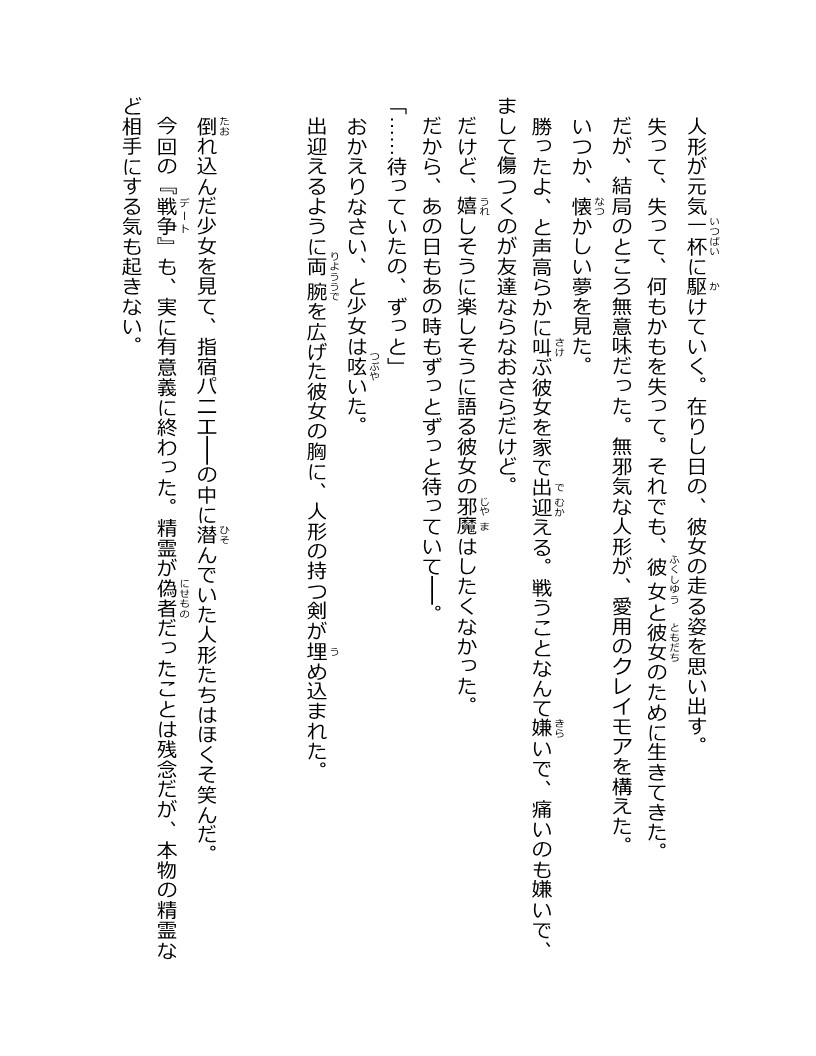 人形が元気一杯に駆けていく。在りし日の、彼女の走る姿を思い出す。
失って、失って、何もかもを失って。それでも、彼女と彼女のために生きてきた。
だが、結局のところ無意味だった。無邪気な人形が、愛用のクレイモアを構えた。
いつか、懐かしい夢を見た。
勝ったよ、と声高らかに叫ぶ彼女を家で出迎える。戦うことなんて嫌いで、痛いのも嫌いで、
まして傷つくのが友達ならなおさらだけど。
だけど、嬉しそうに楽しそうに語る彼女の邪魔はしたくなかった。
だから、あの日もあの時もずっとずっと待っていて──。
「……待っていたの、ずっと」
おかえりなさい、と少女は呟いた。
出迎えるように両腕を広げた彼女の胸に、人形の持つ剣が埋め込まれた。
倒れ込んだ少女を見て、指宿パニエ──の中に潜んでいた人形たちはほくそ笑んだ。
今回の『戦争』も、実に有意義に終わった。精霊が偽者だったことは残念だが、本物の精霊な
ど相手にする気も起きない。